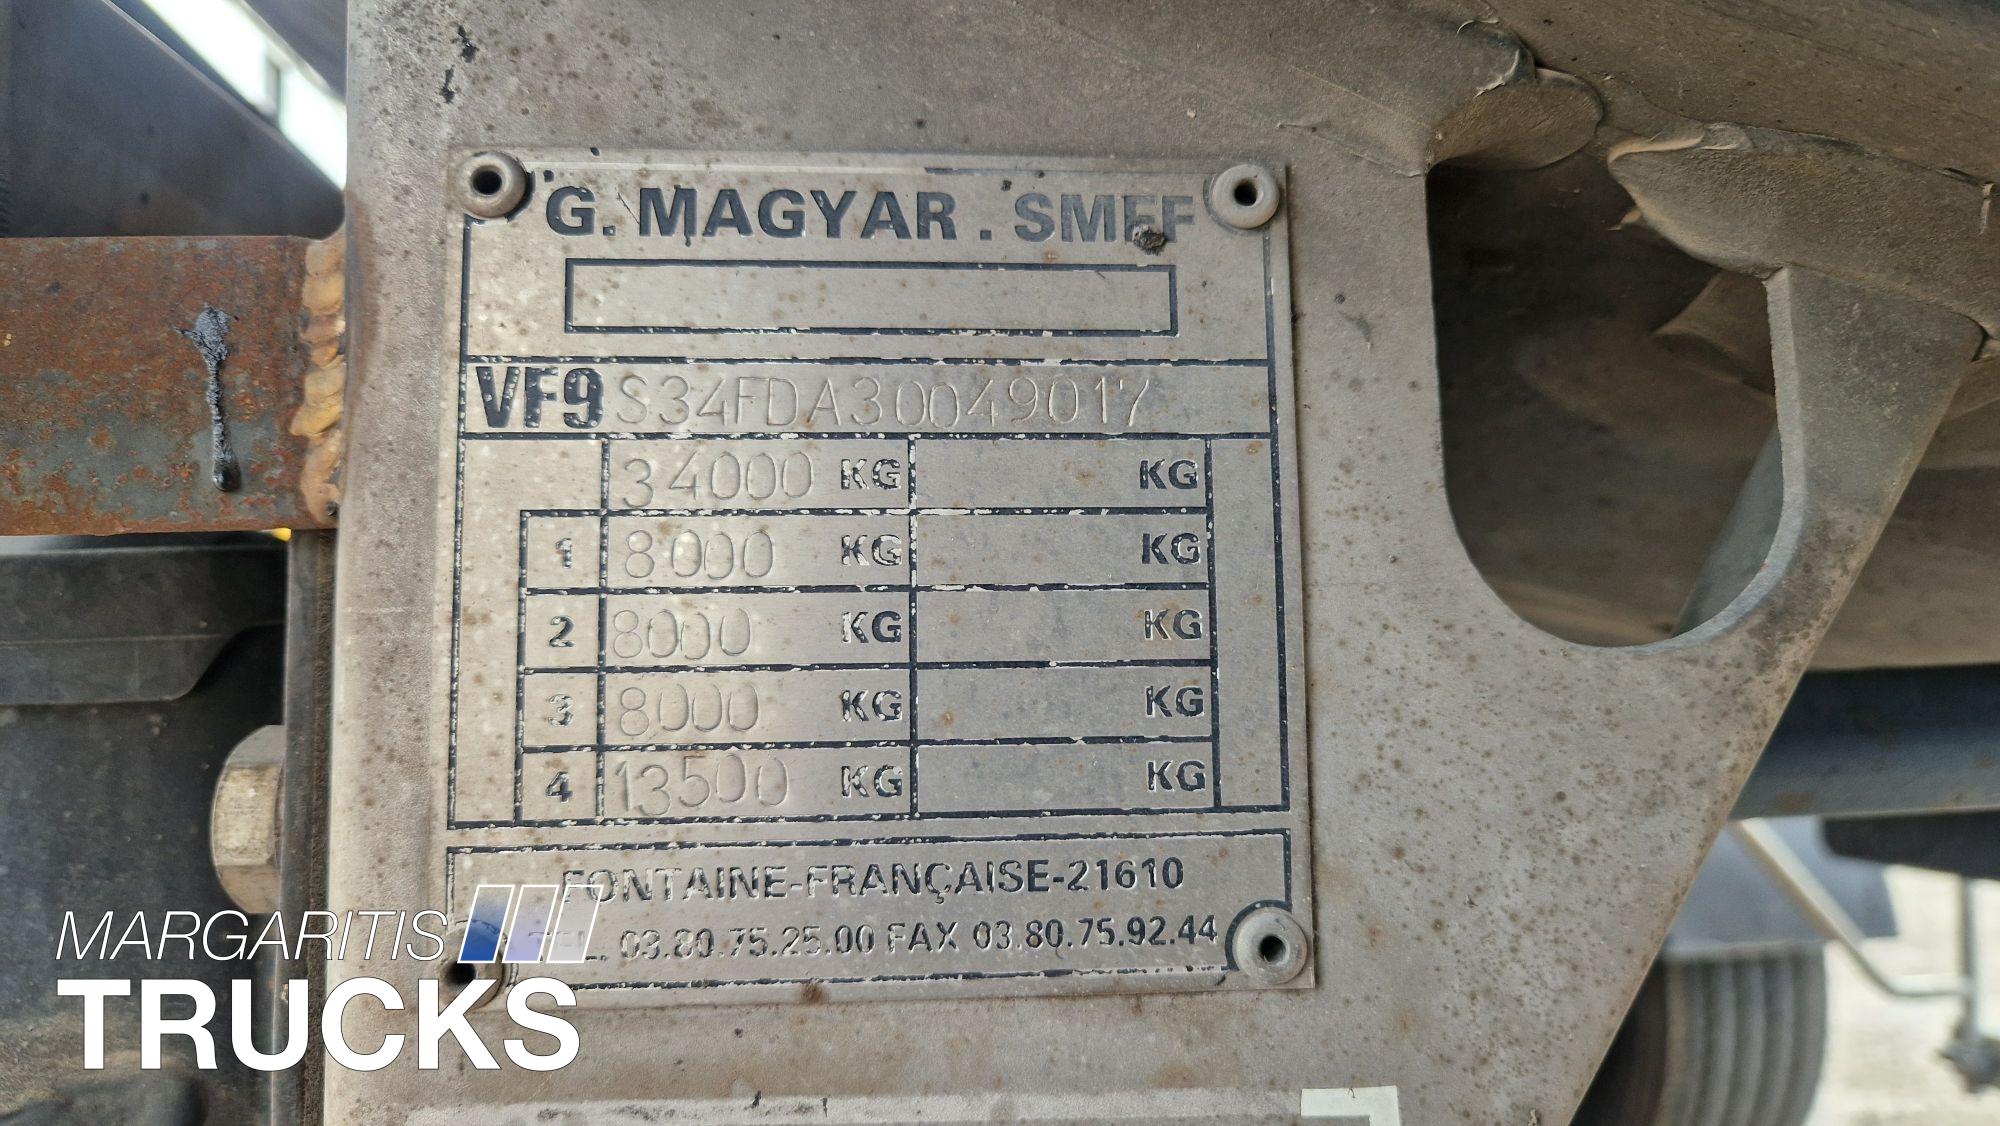 G. MAGYAR . SMFF
VF9 S34FDA30049017
34000 KG KG
1 8000 KG KG
2 8000 KG KG
3 8000 KG KG
4 13500 KG KG
FONTAINE-FRANÇAISE-21610
TEL. 03.80.75.25.00 FAX 03.80.75.92.44
MARGARITIS
TRUCKS